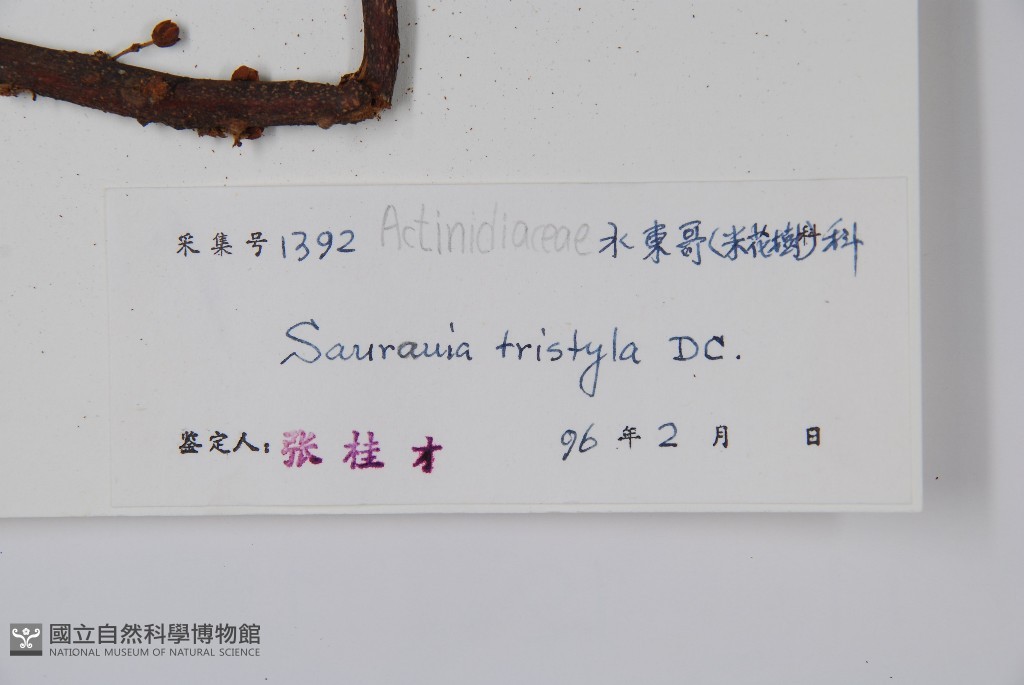 采集号 1392 Actinidiaceae 水東哥(米花樹科)科
Saurauia tristyla DC.
鉴定人: 张桂才 96 年 2 月 日
國立自然科學博物館
NATIONAL MUSEUM OF NATURAL SCIENCE